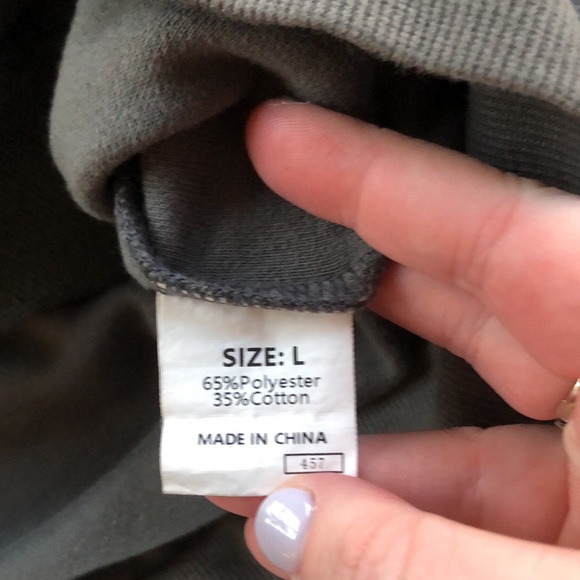 SIZE: L
65%Polyester
35%Cotton
MADE IN CHINA
457